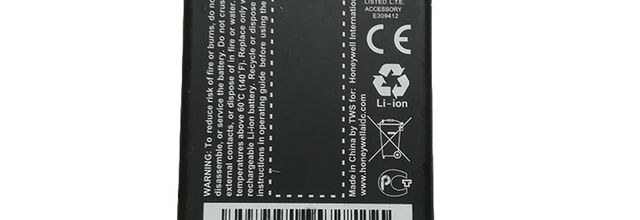 LISTED L.T.E.
ACCESSORY
E309412
CE
Li-ion
WARNING: To reduce risk of fire or burns, do not
disassemble, or service the battery. Do not crus
external contacts, or dispose of in fire or water.
temperatures above 60°C (140°F). Replace only w
rechargeable Li-ion battery. Recycle or dispose
instructions in operating guide before using.
Made in China by TWS for: Honeywell Internation
www.honeywellaidc.com